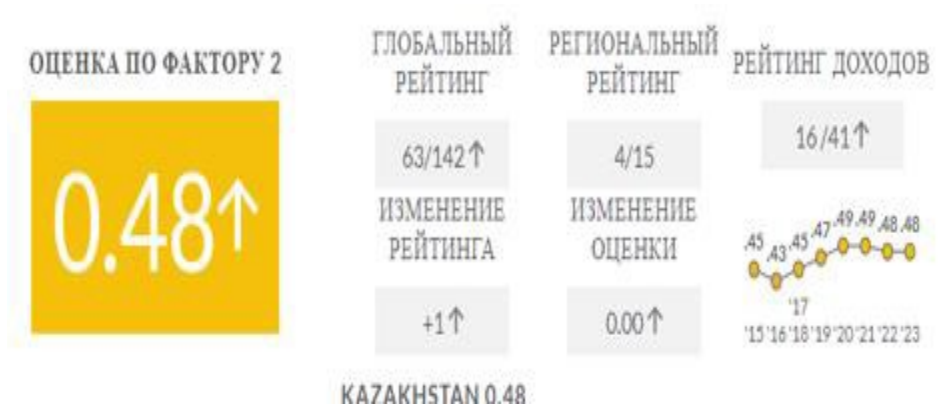 ОЦЕНКА ПО ФАКТОРУ 2
0.48↑
ГЛОБАЛЬНЫЙ
РЕЙТИНГ
63/142↑
ИЗМЕНЕНИЕ
РЕЙТИНГА
+1↑
РЕГИОНАЛЬНЫЙ
РЕЙТИНГ
4/15
ИЗМЕНЕНИЕ
ОЦЕНКИ
0.00↑
РЕЙТИНГ ДОХОДОВ
16/41↑
.45 .43 .45 .47 .49 .49 .48 .48
'17
'15 '16 '18 '19 '20 '21 '22 '23
KAZAKHSTAN 0.48